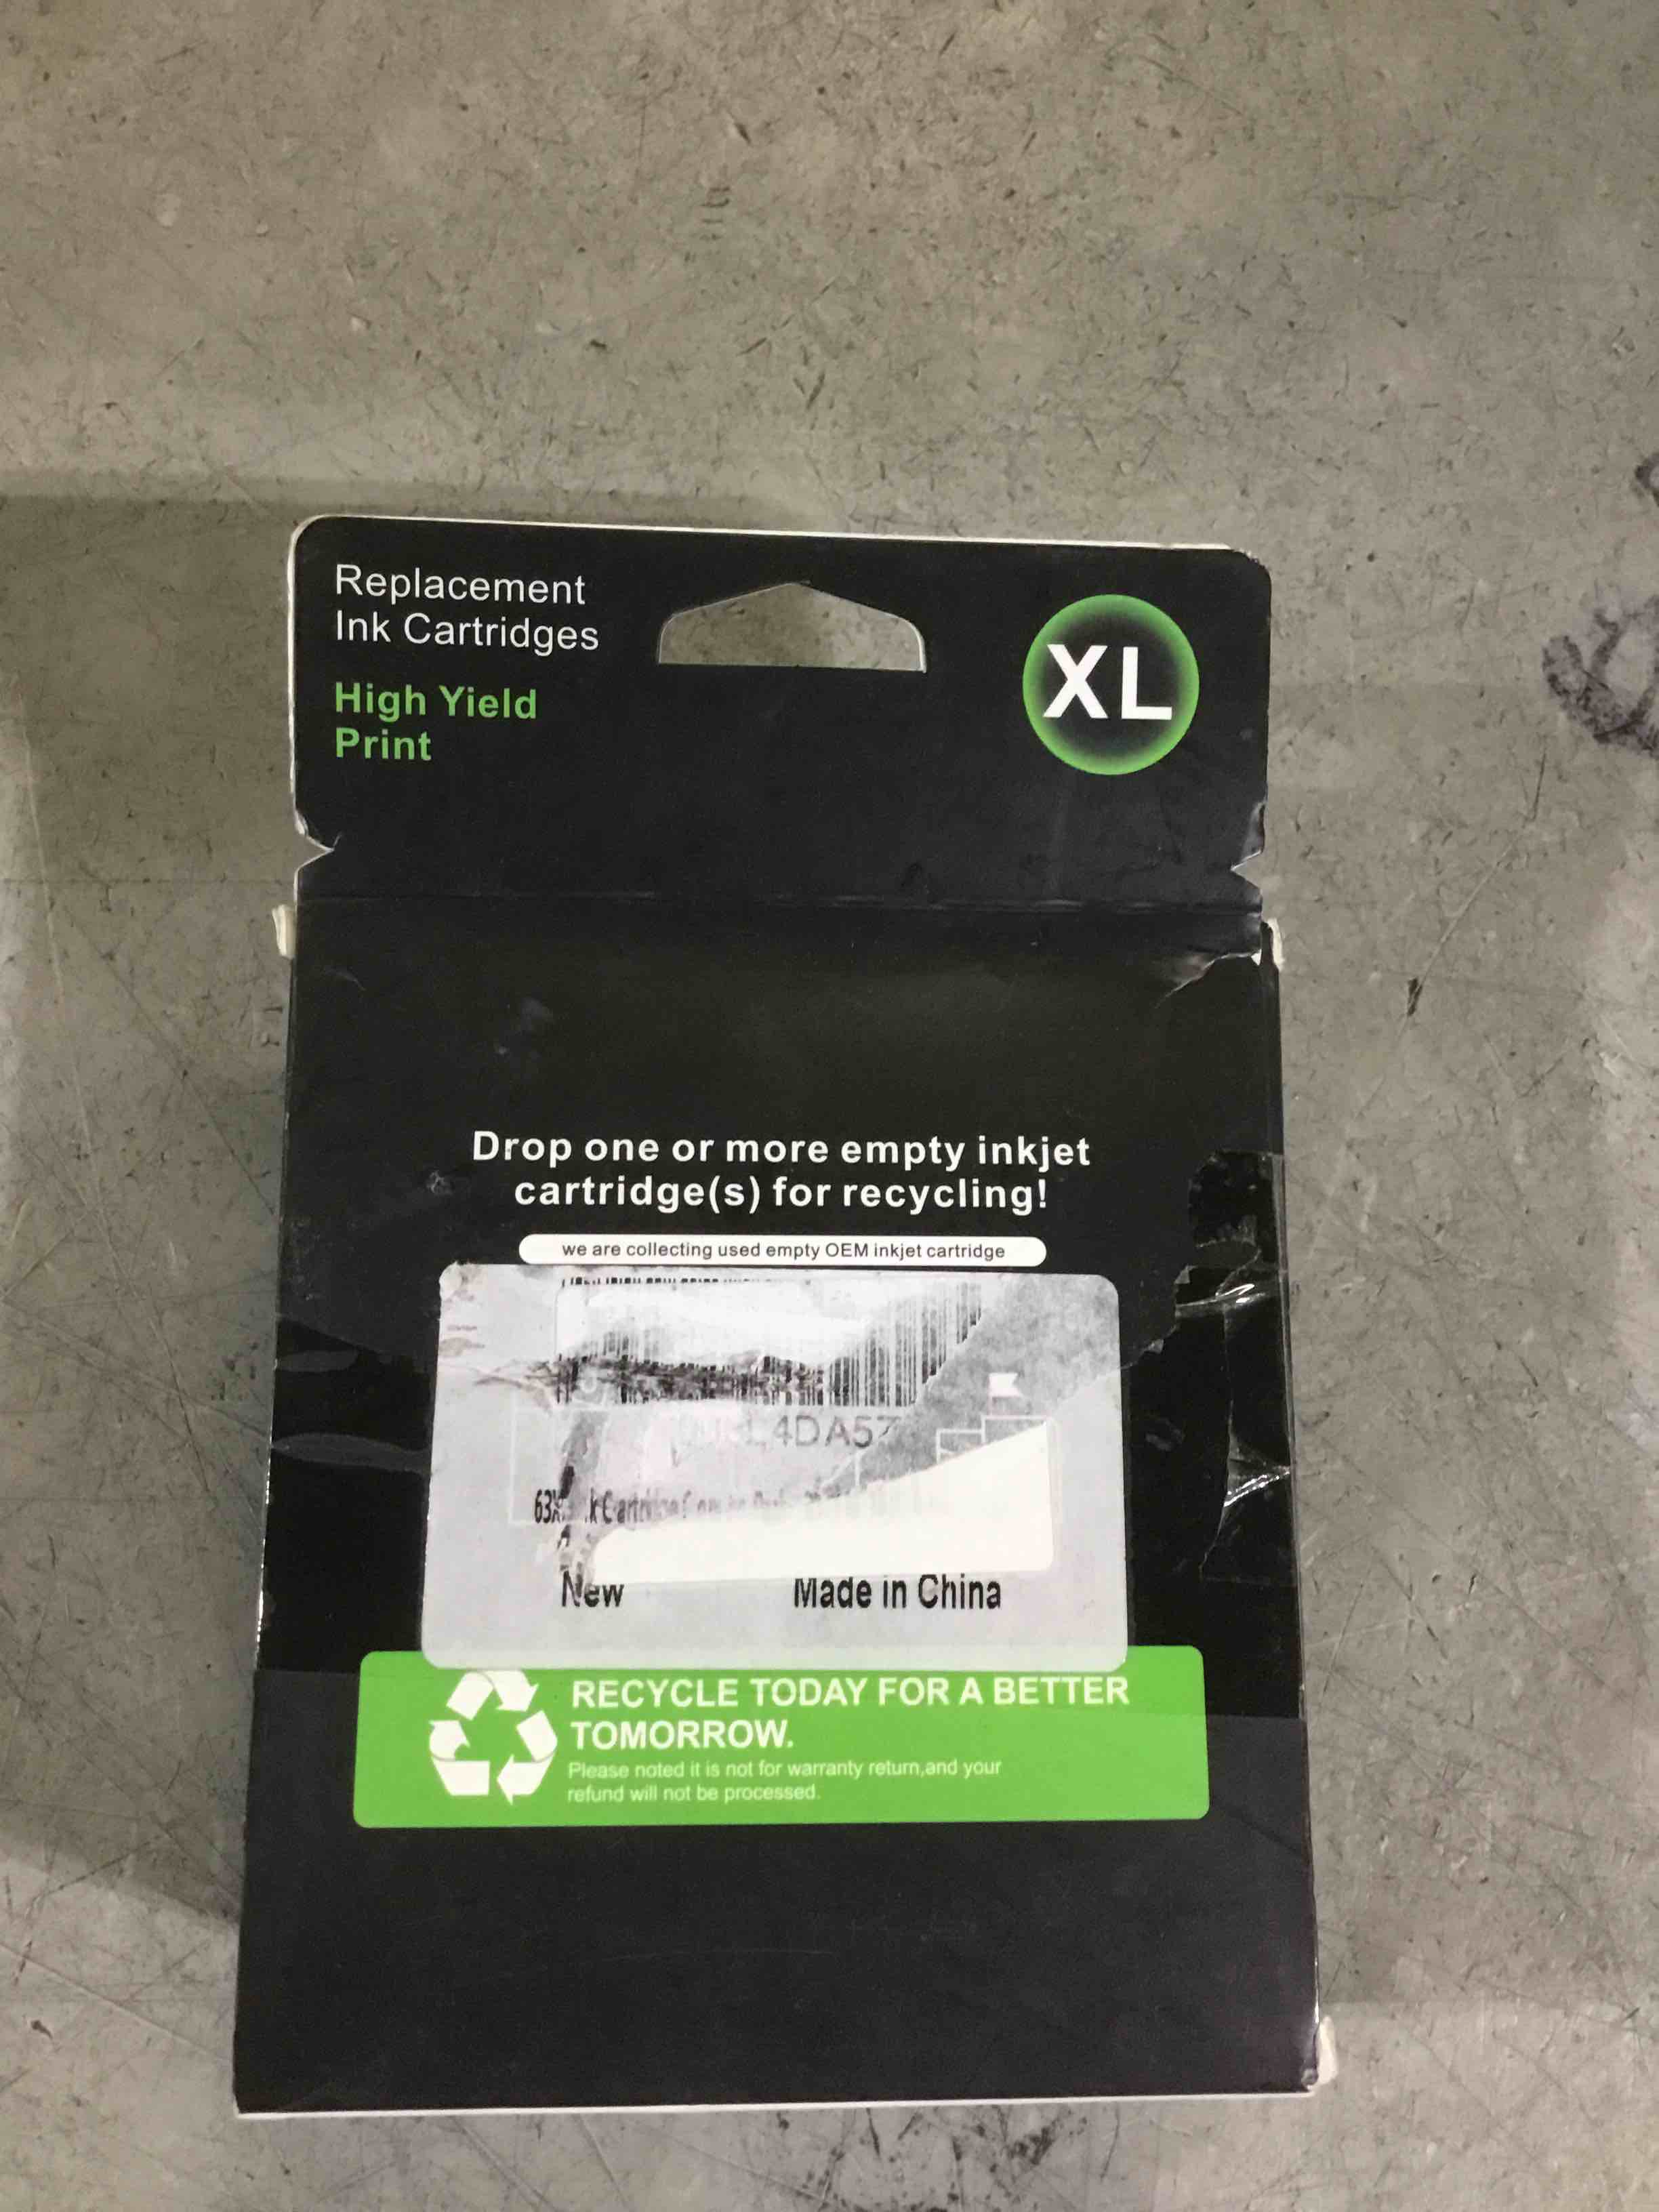 Replacement
Ink Cartridges
High Yield
Print
XL
Drop one or more empty inkjet
cartridge(s) for recycling!
we are collecting used empty OEM inkjet cartridge
New
Made in China
RECYCLE TODAY FOR A BETTER
TOMORROW.
Please noted it is not for warranty return,and your
refund will not be processed.